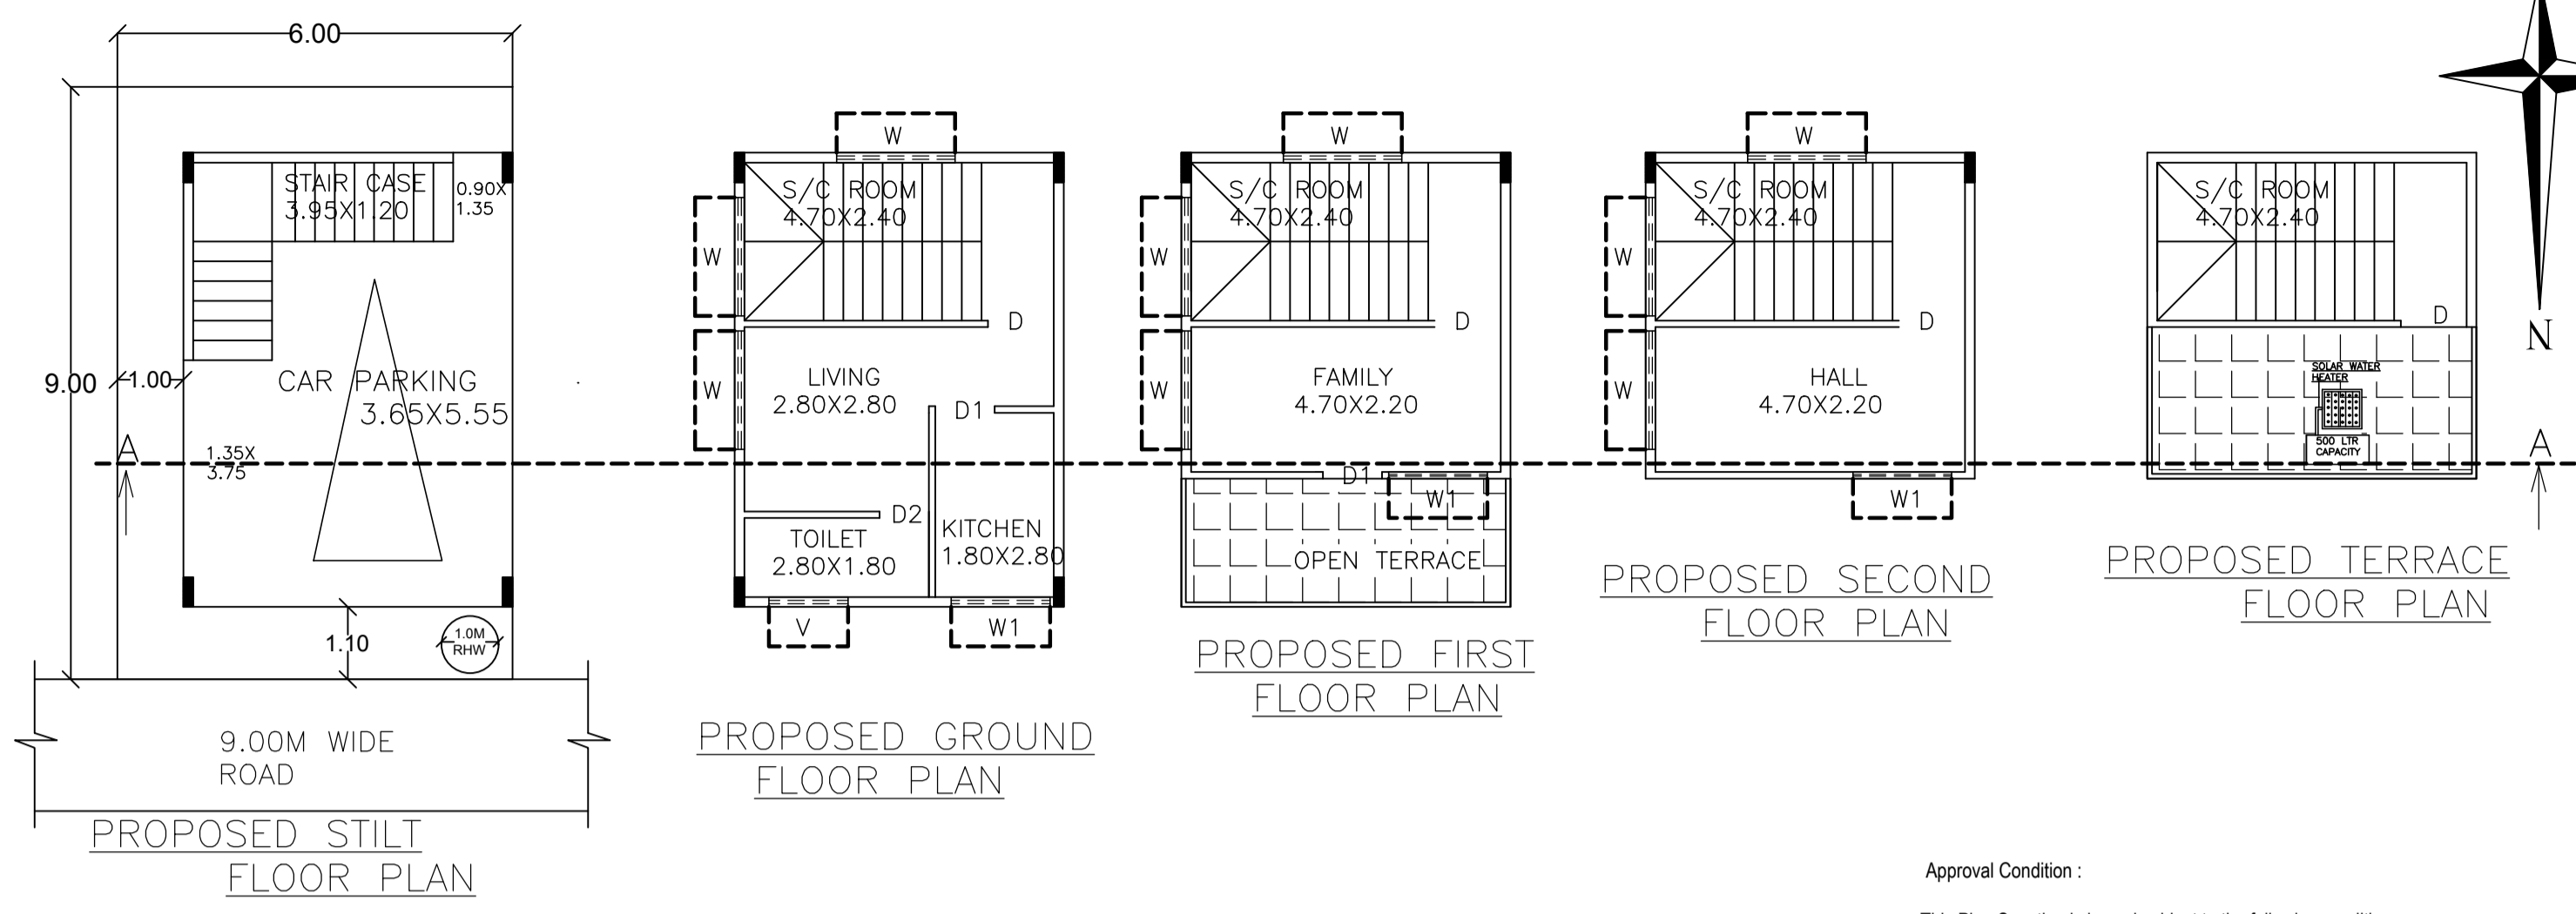 6.00
9.00
1.00
STAIR CASE
3.95X1.20
0.90X
1.35
CAR PARKING
3.65X5.55
A
1.35X
3.75
1.10
1.0M
RHW
9.00M WIDE
ROAD
PROPOSED STILT
FLOOR PLAN
W
S/C ROOM
4.70X2.40
W
D
LIVING
2.80X2.80
W
D1
D2
TOILET
2.80X1.80
KITCHEN
1.80X2.80
V
W1
PROPOSED GROUND
FLOOR PLAN
W
S/C ROOM
4.70X2.40
W
D
FAMILY
4.70X2.20
W
D1
W1
OPEN TERRACE
PROPOSED FIRST
FLOOR PLAN
W
S/C ROOM
4.70X2.40
W
D
HALL
4.70X2.20
W
W1
PROPOSED SECOND
FLOOR PLAN
S/C ROOM
4.70X2.40
D
SOLAR WATER
HEATER
500 LTR
CAPACITY
PROPOSED TERRACE
FLOOR PLAN
N
A
Approval Condition :